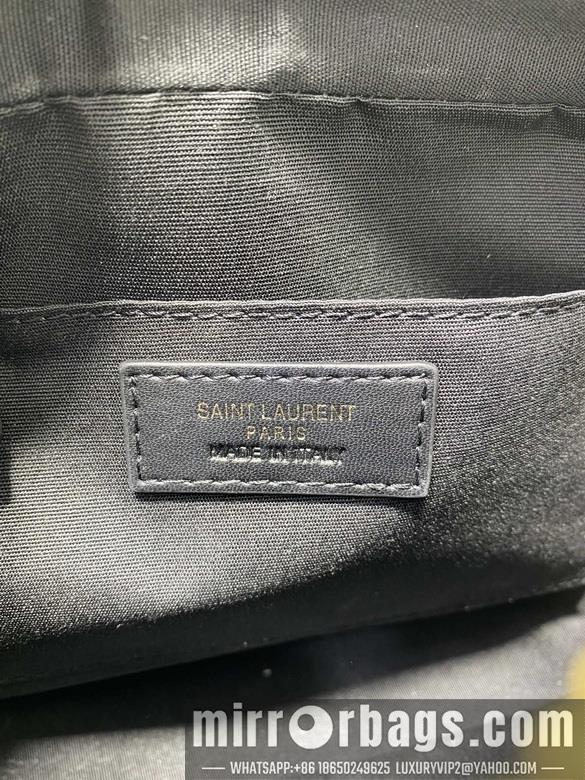 SAINT LAURENT
PARIS
MADE IN ITALY
mirrorbags.com
WHATSAPP:+86 18650249625 LUXURYVIP2@YAHOO.COM